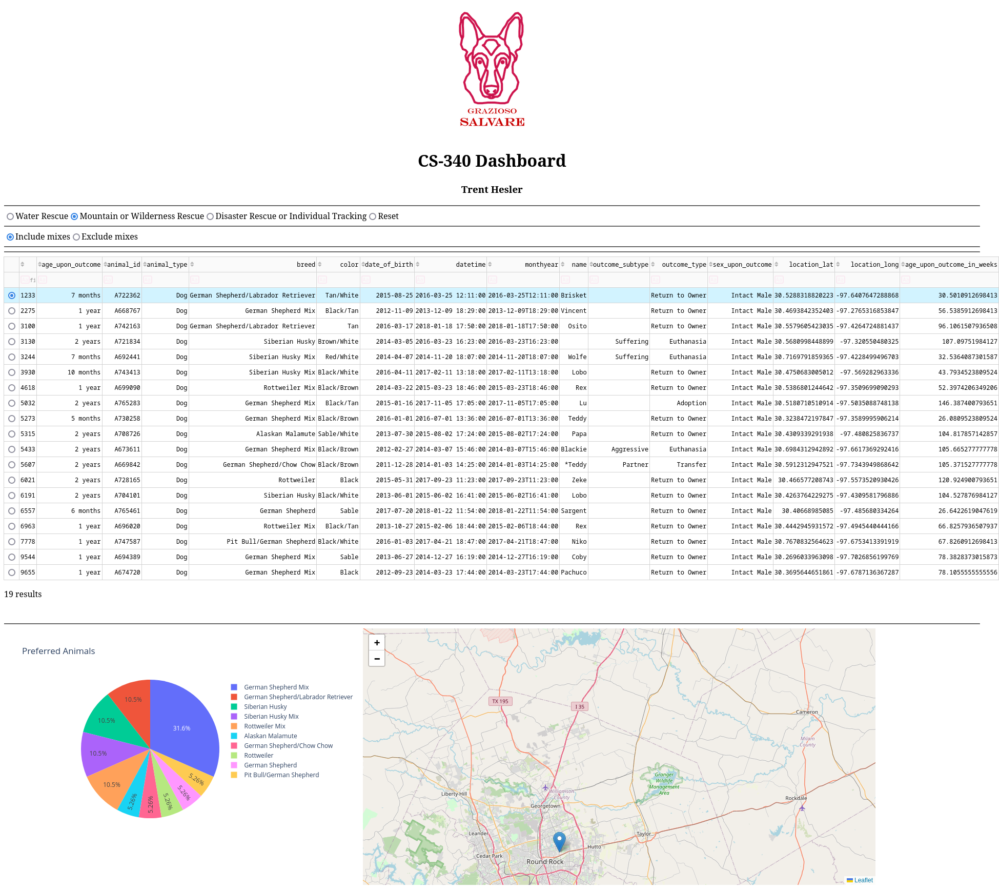 GRAZIOSO
SALVARE
CS-340 Dashboard
Trent Hesler
Water Rescue Mountain or Wilderness Rescue Disaster Rescue or Individual Tracking Reset
Include mixes Exclude mixes
age_upon_outcome animal_id animal_type breed color date_of_birth datetime monthyear name outcome_subtype outcome_type sex_upon_outcome location_lat location_long age_upon_outcome_in_weeks
Aa fi Aa Aa Aa Aa Aa Aa Aa Aa Aa Aa Aa Aa Aa Aa Aa
1233 7 months A722362 Dog German Shepherd/Labrador Retriever Tan/White 2015-08-25 2016-03-25 12:11:00 2016-03-25T12:11:00 Brisket Return to Owner Intact Male 30.5288318820223 -97.6407647288868 30.5010912698413
2275 1 year A668767 Dog German Shepherd Mix Black/Tan 2012-11-09 2013-12-09 18:29:00 2013-12-09T18:29:00 Vincent Return to Owner Intact Male 30.4693842352403 -97.2765316853847 56.5385912698413
3100 1 year A742163 Dog German Shepherd/Labrador Retriever Tan 2016-03-17 2018-01-18 17:50:00 2018-01-18T17:50:00 Osito Return to Owner Intact Male 30.5579605423035 -97.4264724881437 96.1061507936508
3130 2 years A721834 Dog Siberian Husky Brown/White 2014-03-05 2016-03-23 16:23:00 2016-03-23T16:23:00 Suffering Euthanasia Intact Male 30.5680998448899 -97.320550480325 107.09751984127
3244 7 months A692441 Dog Siberian Husky Mix Red/White 2014-04-07 2014-11-20 18:07:00 2014-11-20T18:07:00 Wolfe Suffering Euthanasia Intact Male 30.7169791859365 -97.4228499496703 32.5364087301587
3930 10 months A743413 Dog Siberian Husky Mix Black/White 2016-04-11 2017-02-11 13:18:00 2017-02-11T13:18:00 Lobo Return to Owner Intact Male 30.4750683005012 -97.569282963336 43.7934523809524
4618 1 year A699090 Dog Rottweiler Mix Black/Brown 2014-03-22 2015-03-23 18:46:00 2015-03-23T18:46:00 Rex Return to Owner Intact Male 30.5386801244642 -97.3509699090293 52.3974206349206
5032 2 years A765283 Dog German Shepherd Mix Black/Tan 2015-01-16 2017-11-05 17:05:00 2017-11-05T17:05:00 Lu Adoption Intact Male 30.5180710510914 -97.5035088748138 146.387400793651
5273 5 months A730258 Dog German Shepherd Mix Black/Brown 2016-01-01 2016-07-01 13:36:00 2016-07-01T13:36:00 Teddy Return to Owner Intact Male 30.3238472197847 -97.3589995906214 26.0809523809524
5315 2 years A708726 Dog Alaskan Malamute Sable/White 2013-07-30 2015-08-02 17:24:00 2015-08-02T17:24:00 Papa Return to Owner Intact Male 30.4309339291938 -97.480825836737 104.817857142857
5433 2 years A673611 Dog German Shepherd Mix Black/Brown 2012-02-27 2014-03-07 15:46:00 2014-03-07T15:46:00 Blackie Aggressive Euthanasia Intact Male 30.6984312942892 -97.6617369292416 105.665277777778
5607 2 years A669842 Dog German Shepherd/Chow Chow Black/Brown 2011-12-28 2014-01-03 14:25:00 2014-01-03T14:25:00 *Teddy Partner Transfer Intact Male 30.5912312947521 -97.7343949868642 105.371527777778
6021 2 years A728165 Dog Rottweiler Black 2015-05-31 2017-09-23 11:23:00 2017-09-23T11:23:00 Zeke Return to Owner Intact Male 30.466577208743 -97.5573520930426 120.924900793651
6191 2 years A704101 Dog Siberian Husky Black/White 2013-06-01 2015-06-02 16:41:00 2015-06-02T16:41:00 Lobo Return to Owner Intact Male 30.4263764229275 -97.4309581796886 104.527876984127
6557 6 months A765461 Dog German Shepherd Sable 2017-07-20 2018-01-22 11:54:00 2018-01-22T11:54:00 Sargent Return to Owner Intact Male 30.40668985085 -97.485680334264 26.6422619047619
6963 1 year A696020 Dog Rottweiler Mix Black/Tan 2013-10-27 2015-02-06 18:44:00 2015-02-06T18:44:00 Rex Return to Owner Intact Male 30.4442945931572 -97.4945440444166 66.8257936507937
7778 1 year A747587 Dog Pit Bull/German Shepherd Black/White 2016-01-03 2017-04-21 18:47:00 2017-04-21T18:47:00 Niko Return to Owner Intact Male 30.7670832564623 -97.6753413391919 67.8260912698413
9544 1 year A694389 Dog German Shepherd Mix Sable 2013-06-27 2014-12-27 16:19:00 2014-12-27T16:19:00 Coby Return to Owner Intact Male 30.2696033963098 -97.7026856199769 78.3828373015873
9655 1 year A674720 Dog German Shepherd Mix Black 2012-09-23 2014-03-23 17:44:00 2014-03-23T17:44:00 Pachuco Return to Owner Intact Male 30.3695644651861 -97.6787136367287 78.1055555555556
19 results
Preferred Animals
31.6%
10.5%
10.5%
10.5%
10.5%
5.26%
5.26%
5.26%
5.26%
5.26%
German Shepherd Mix
German Shepherd/Labrador Retriever
Siberian Husky
Siberian Husky Mix
Rottweiler Mix
Alaskan Malamute
German Shepherd/Chow Chow
Rottweiler
German Shepherd
Pit Bull/German Shepherd
+
−
TX 195
I 35
Cameron
Milam
County
Granger
Wildlife
Management
Area
Liberty Hill
Williamson
County
Georgetown
Rockdale
Leander
Taylor
Hutto
Cedar Park
Round Rock
Leaflet